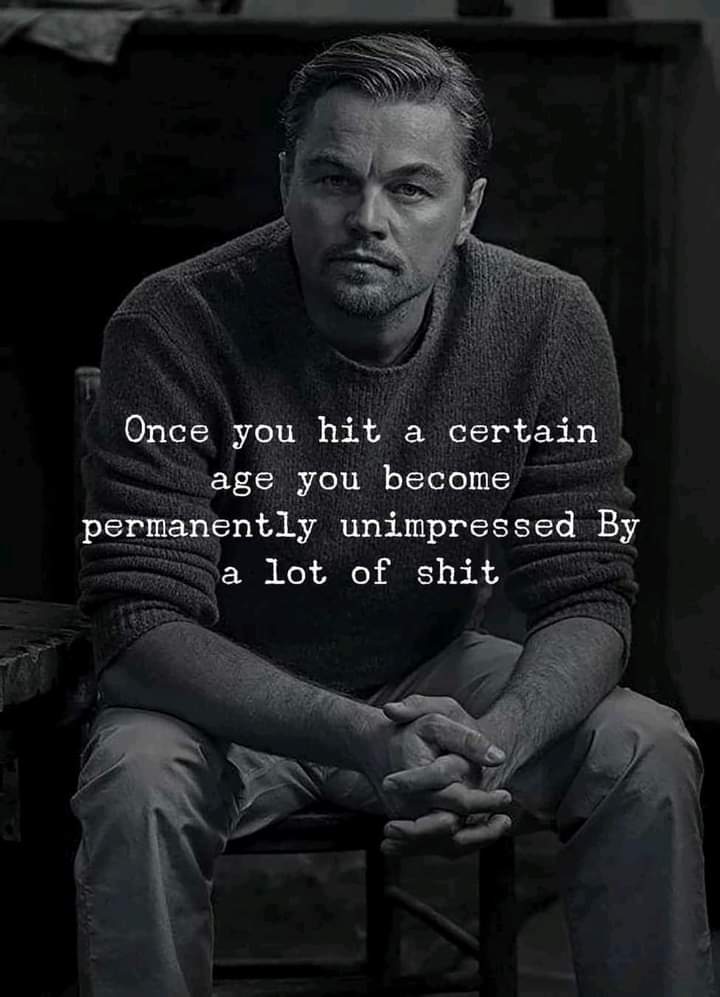 Once you hit a certain
age you become
permanently unimpressed By
a lot of shit